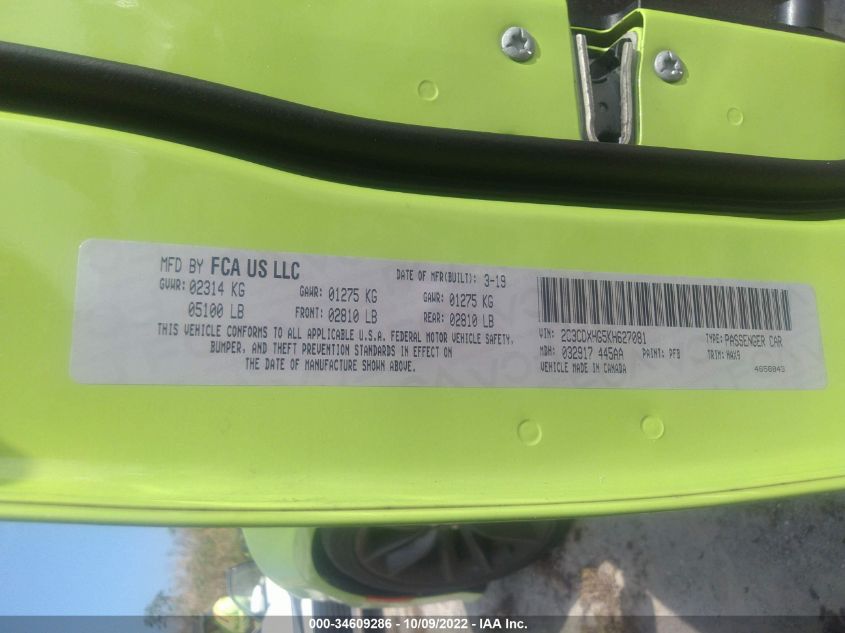 MFD BY FCA US LLC
DATE OF MFR(BUILT): 3-19
GVWR: 02314 KG
05100 LB
GAWR: 01275 KG
FRONT: 02810 LB
GAWR: 01275 KG
REAR: 02810 LB
THIS VEHICLE CONFORMS TO ALL APPLICABLE U.S.A. FEDERAL MOTOR VEHICLE SAFETY,
BUMPER, AND THEFT PREVENTION STANDARDS IN EFFECT ON
THE DATE OF MANUFACTURE SHOWN ABOVE.
VIN: 2C3CDXHG5KH627081
TYPE: PASSENGER CAR
MDH: 032917 445AA
PAINT: PFB
TRIM: HAX9
VEHICLE MADE IN CANADA
4656843
000-34609286 - 10/09/2022 - IAA Inc.